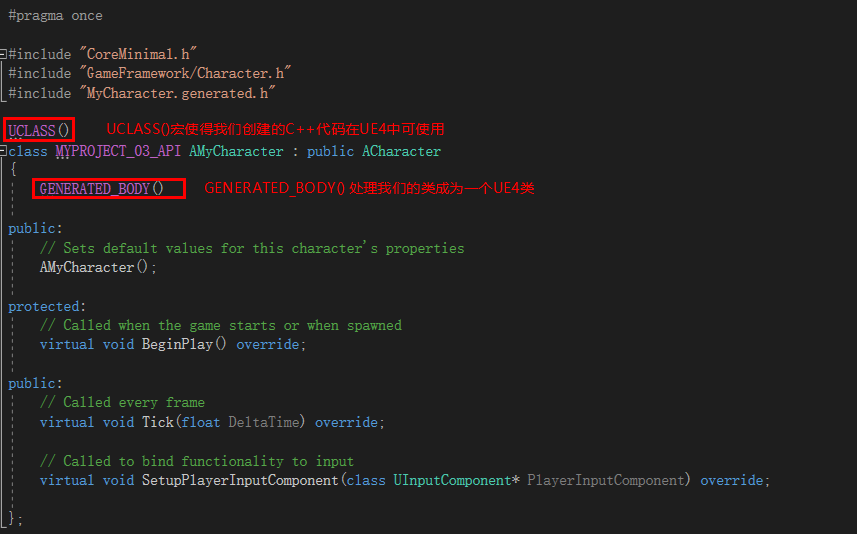 #pragma once
#include "CoreMinimal.h"
#include "GameFramework/Character.h"
#include "MyCharacter.generated.h"
UCLASS() UCLASS()宏使得我们创建的C++代码在UE4中可使用
class MYPROJECT_03_API AMyCharacter : public ACharacter
{
GENERATED_BODY() GENERATED_BODY() 处理我们的类成为一个UE4类
public:
// Sets default values for this character's properties
AMyCharacter();
protected:
// Called when the game starts or when spawned
virtual void BeginPlay() override;
public:
// Called every frame
virtual void Tick(float DeltaTime) override;
// Called to bind functionality to input
virtual void SetupPlayerInputComponent(class UInputComponent* PlayerInputComponent) override;
};